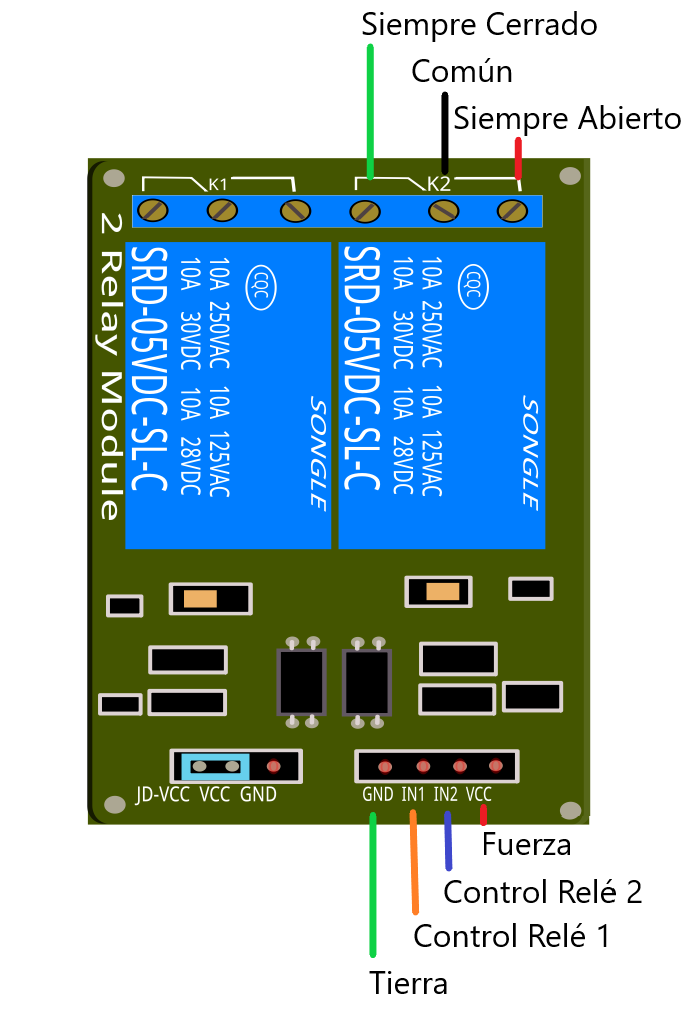 Siempre Cerrado
Común
Siempre Abierto
K1
K2
2 Relay Module
SRD-05VDC-SL-C
10A 30VDC 10A 28VDC
10A 250VAC 10A 125VAC
CQC
SONGLE
SRD-05VDC-SL-C
10A 30VDC 10A 28VDC
10A 250VAC 10A 125VAC
CQC
SONGLE
JD-VCC VCC GND
GND IN1 IN2 VCC
Fuerza
Control Relé 2
Control Relé 1
Tierra